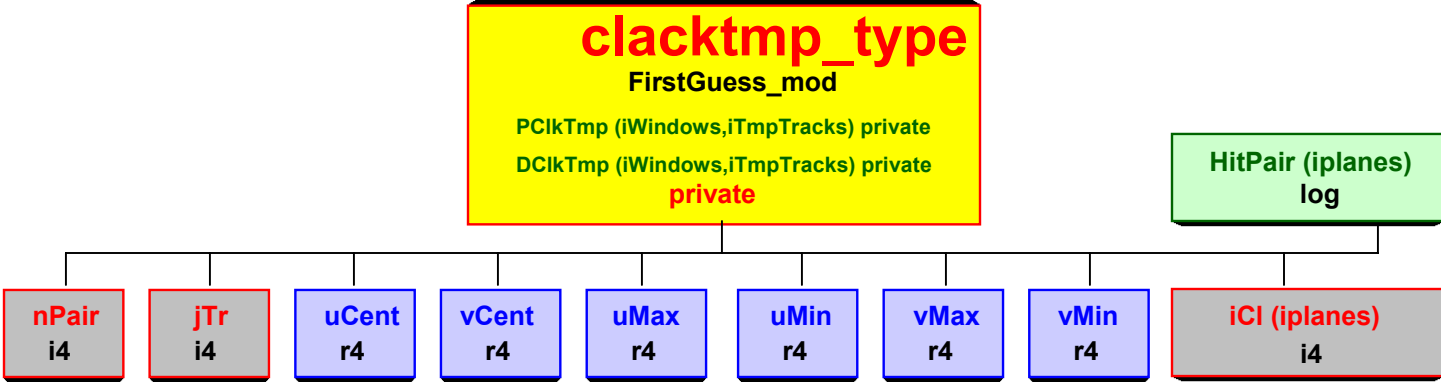 clacktmp_type
FirstGuess_mod
PClkTmp (iWindows,iTmpTracks) private
DClkTmp (iWindows,iTmpTracks) private
private
HitPair (iplanes)
log
nPair
i4
jTr
i4
uCent
r4
vCent
r4
uMax
r4
uMin
r4
vMax
r4
vMin
r4
iCl (iplanes)
i4